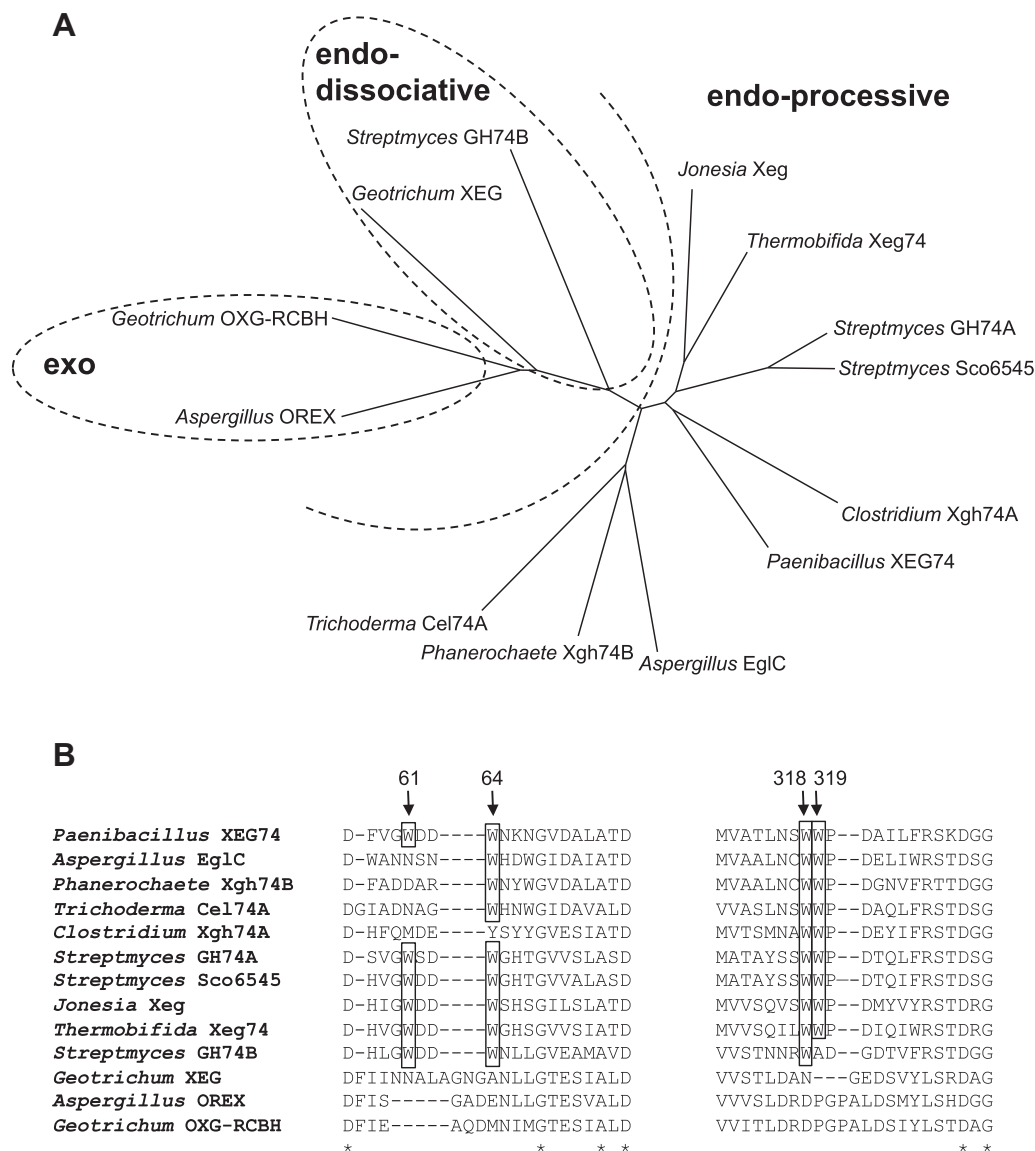 A
endo-
dissociative
endo-processive
Streptmyces GH74B
Jonesia Xeg
Geotrichum XEG
Thermobifida Xeg74
Geotrichum OXG-RCBH
Streptmyces GH74A
exo
Streptmyces Sco6545
Aspergillus OREX
Clostridium Xgh74A
Paenibacillus XEG74
Trichoderma Cel74A
Phanerochaete Xgh74B
Aspergillus EglC
B
61 64 318 319
Paenibacillus XEG74 D-FVGWDD----WNKNGVDALATD MVATLNSWWP--DAILFRSKDGG
Aspergillus EglC D-WANNSN----WHDWGIDAIATD MVAALNCWWP--DELIWRSTDSG
Phanerochaete Xgh74B D-FADDAR----WNYWGVDALATD MVAALNCWWP--DGNVFRTTDGG
Trichoderma Cel74A DGIADNAG----WHNWGIDAVALD VVASLNSWWP--DAQLFRSTDSG
Clostridium Xgh74A D-HFQMDE----YSYYGVESIATD MVTSMNAWWP--DEYIFRSTDGG
Streptmyces GH74A D-SVGWSD----WGHTGVVSLASD MATAYSSWWP--DTQLFRSTDSG
Streptmyces Sco6545 D-HVGWDD----WGHTGVVALASD MATAYSSWWP--DTQIFRSTDSG
Jonesia Xeg D-HIGWDD----WSHSGILSLATD MVVSQVSWWP--DMYVYRSTDRG
Thermobifida Xeg74 D-HVGWDD----WGHSGVVSIATD MVVSQILWWP--DIQIWRSTDRG
Streptmyces GH74B D-HLGWDD----WNLLGVEAMAVD VVSTNNRWAD--GDTVFRSTDGG
Geotrichum XEG DFIINNALAGNGANLLGTESIALD VVSTLDAN---GEDSVYLSRDAG
Aspergillus OREX DFIS-----GADENLLGTESVALD VVVSLDRDPGPALDSMYLSHDGG
Geotrichum OXG-RCBH DFIE-----AQDMNIMGTESIALD VVITLDRDPGPALDSIYLSTDAG
* * * * * *